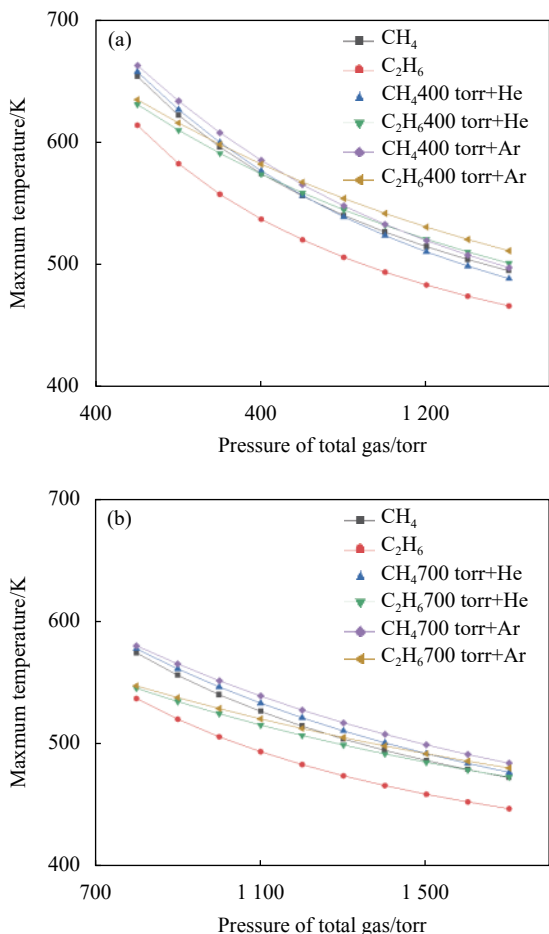 (a)
CH4
C2H6
CH4400 torr+He
C2H6400 torr+He
CH4400 torr+Ar
C2H6400 torr+Ar
700
600
500
400
Maxmum temperature/K
400
400
1 200
Pressure of total gas/torr
(b)
CH4
C2H6
CH4700 torr+He
C2H6700 torr+He
CH4700 torr+Ar
C2H6700 torr+Ar
700
600
500
400
Maxmum temperature/K
700
1 100
1 500
Pressure of total gas/torr